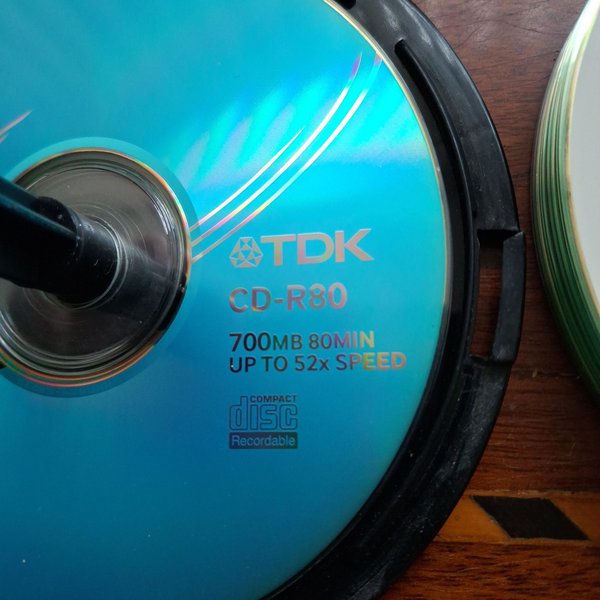 TDK
CD-R80
700MB 80MIN
UP TO 52x SPEED
COMPACT
disc
Recordable